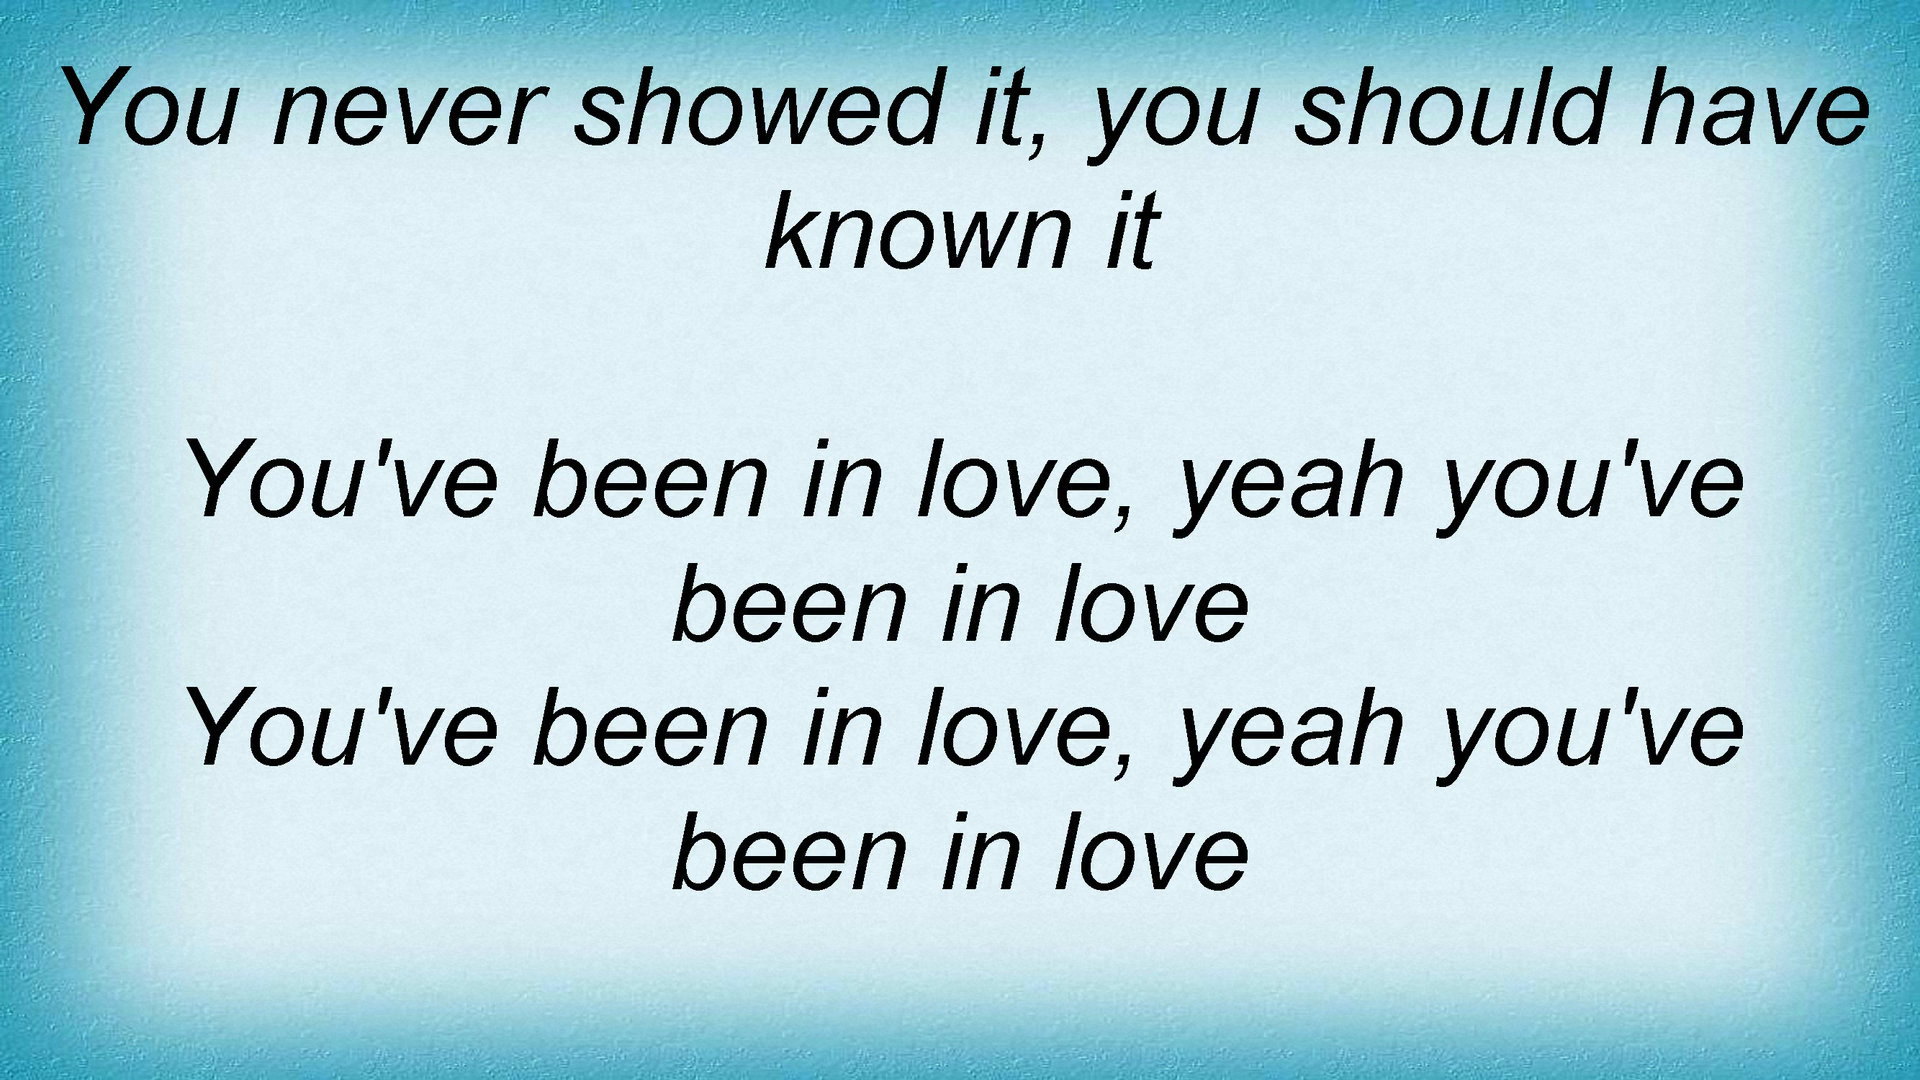 You never showed it, you should have
known it
You've been in love, yeah you've
been in love
You've been in love, yeah you've
been in love